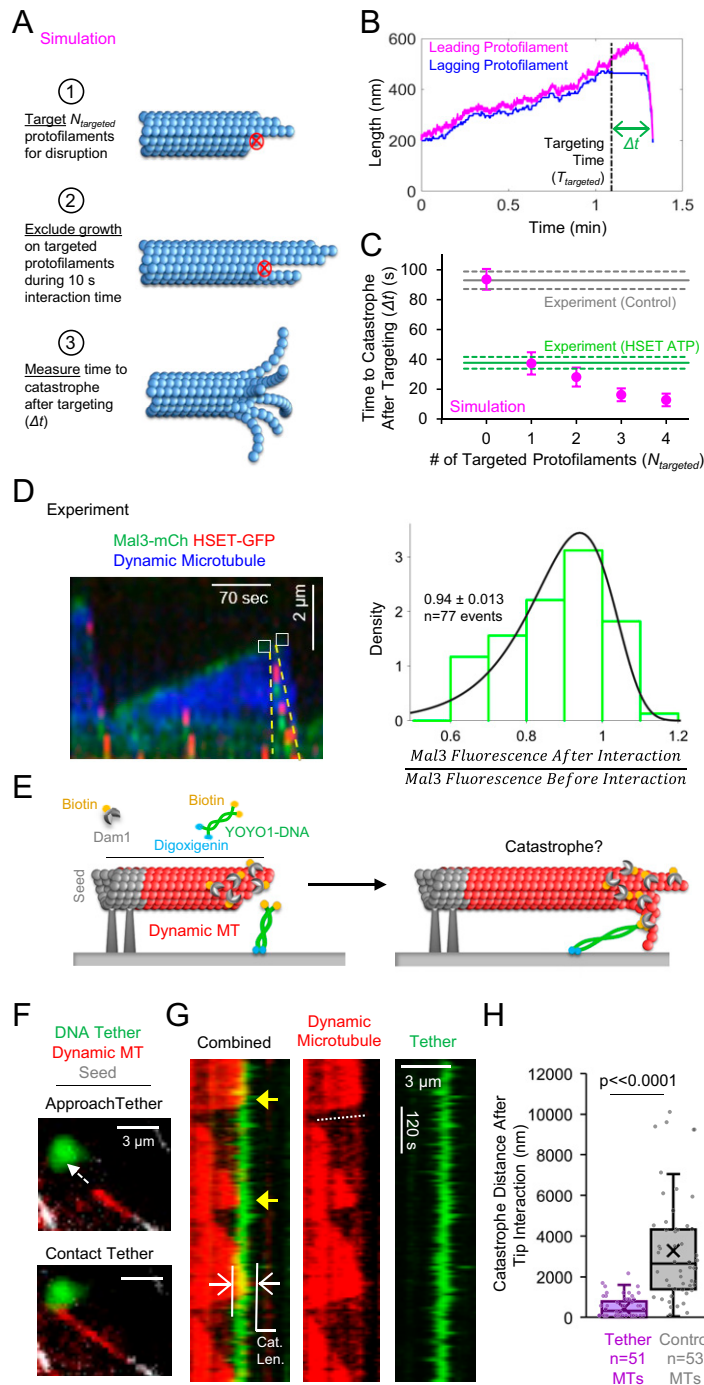 A
Simulation
1
Target N_targeted
protofilaments
for disruption
2
Exclude growth
on targeted
protofilaments
during 10 s
interaction time
3
Measure time to
catastrophe
after targeting
(Δt)
B
600
400
200
0
Length (nm)
Leading Protofilament
Lagging Protofilament
Targeting
Time
(T_targeted)
Δt
0
0.5
1
1.5
Time (min)
C
120
100
80
60
40
20
0
Time to Catastrophe
After Targeting (Δt) (s)
Experiment (Control)
Experiment (HSET ATP)
Simulation
0
1
2
3
4
# of Targeted Protofilaments (N_targeted)
D
Experiment
Mal3-mCh HSET-GFP
Dynamic Microtubule
70 sec
2 μm
3
2
1
0
Density
0.94 ± 0.013
n=77 events
0.6
0.8
1
1.2
Mal3 Fluorescence After Interaction
Mal3 Fluorescence Before Interaction
E
Biotin
Dam1
Biotin
YOYO1-DNA
Digoxigenin
Seed
Dynamic MT
Catastrophe?
F
DNA Tether
Dynamic MT
Seed
ApproachTether
3 μm
Contact Tether
G
Combined
Dynamic
Microtubule
Tether
3 μm
120 s
Cat.
Len.
H
p<<0.0001
12000
10000
8000
6000
4000
2000
0
Catastrophe Distance After
Tip Interaction (nm)
Tether
n=51
MTs
Contro
n=53
MTs